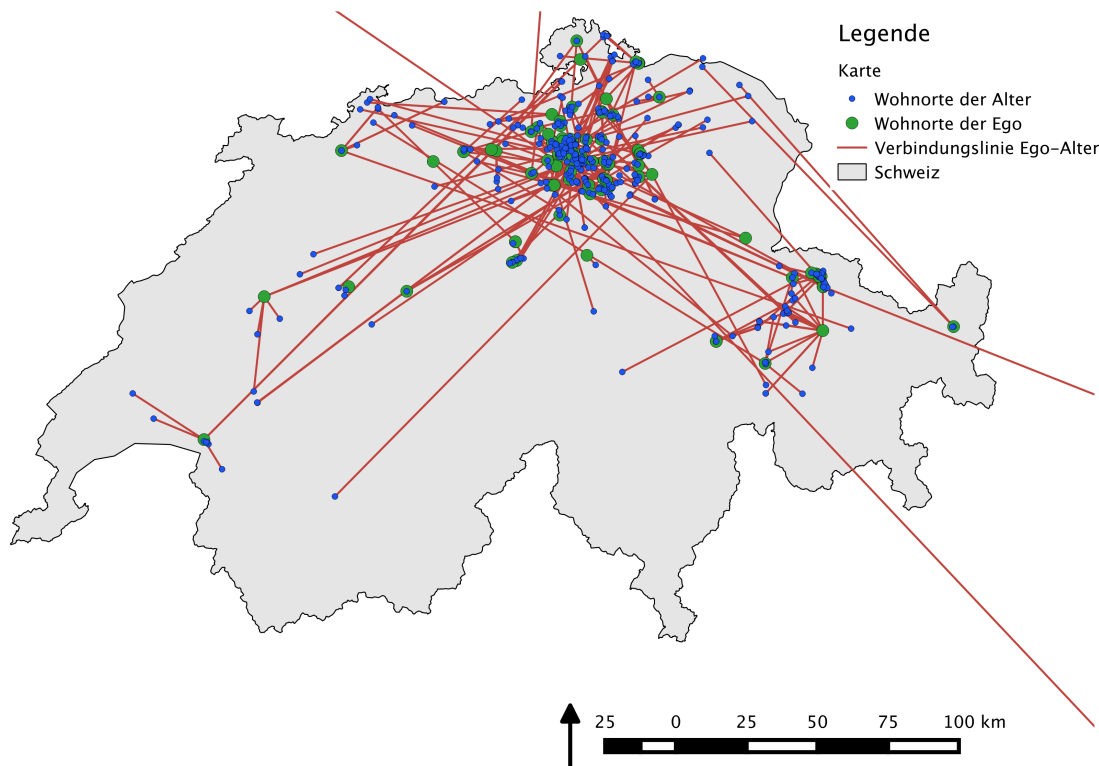 Legende
Karte
Wohnorte der Alter
Wohnorte der Ego
Verbindungslinie Ego-Alter
Schweiz
25 0 25 50 75 100 km